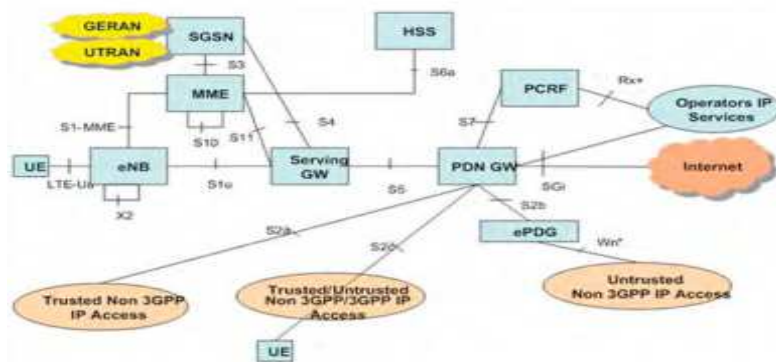 GERAN
UTRAN
SGSN
HSS
S3
S6a
MME
PCRF
Rx+
Operators IP
Services
S1-MME
S10
S11
S4
S7
UE
eNB
Serving
GW
PDN GW
Internet
LTE-Uu
S1u
S5
SGi
X2
S2b
S2a
S2c
ePDG
Wn*
Trusted Non 3GPP
IP Access
Trusted/Untrusted
Non 3GPP/3GPP IP
Access
Untrusted
Non 3GPP IP Access
UE